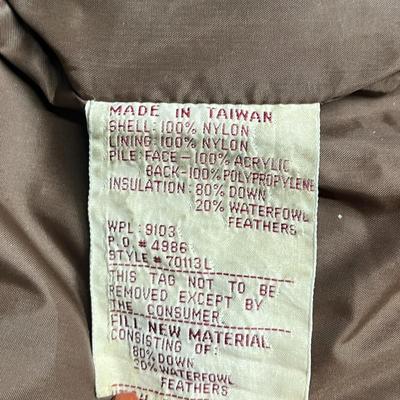 MADE IN TAIWAN
SHELL: 100% NYLON
LINING: 100% NYLON
PILE: FACE-100% ACRYLIC
BACK-100% POLYPROPYLENE
INSULATION: 80% DOWN
20% WATERFOWL
FEATHERS
WPL: 9103
P.O. # 4986
STYLE # 70113L
THIS TAG NOT TO BE
REMOVED EXCEPT BY
THE CONSUMER.
FILL NEW MATERIAL
CONSISTING OF:
80% DOWN
20% WATERFOWL
FEATHERS